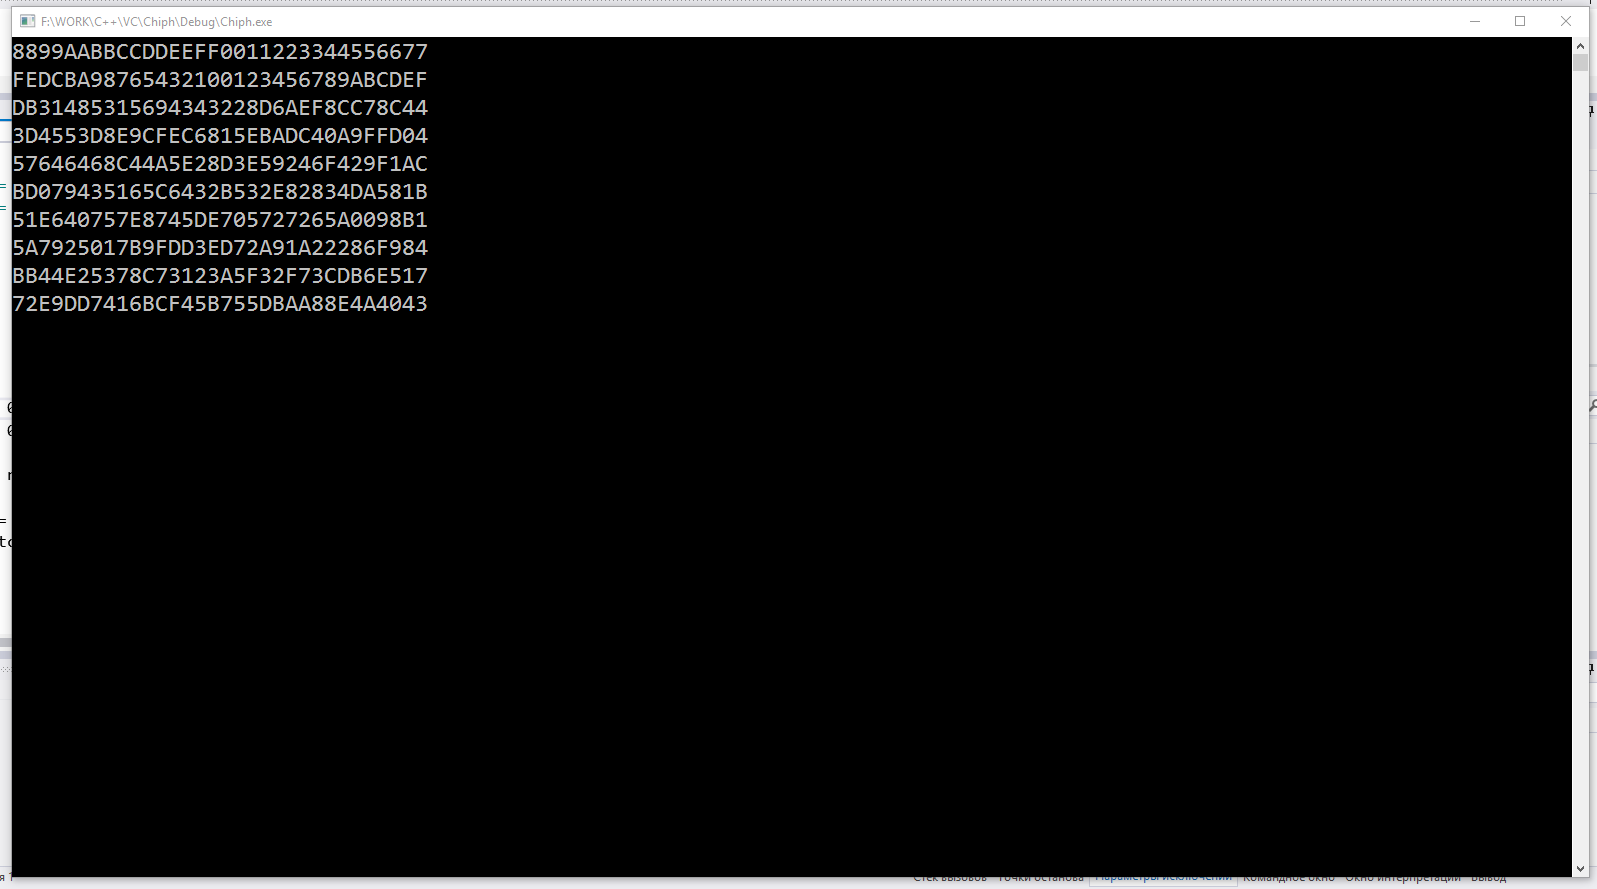 F:\WORK\C++\VC\Chiph\Debug\Chiph.exe
8899AABBCCDDEEFF0011223344556677
FEDCBA98765432100123456789ABCDEF
DB31485315694343228D6AEF8CC78C44
3D4553D8E9CFEC6815EBADC40A9FFD04
57646468C44A5E28D3E59246F429F1AC
BD079435165C6432B532E82834DA581B
51E640757E8745DE705727265A0098B1
5A7925017B9FDD3ED72A91A22286F984
BB44E25378C73123A5F32F73CDB6E517
72E9DD7416BCF45B755DBAA88E4A4043
Стек вызовов Точки останова Параметры исключений Командное окно Окно интерпретации Вывод